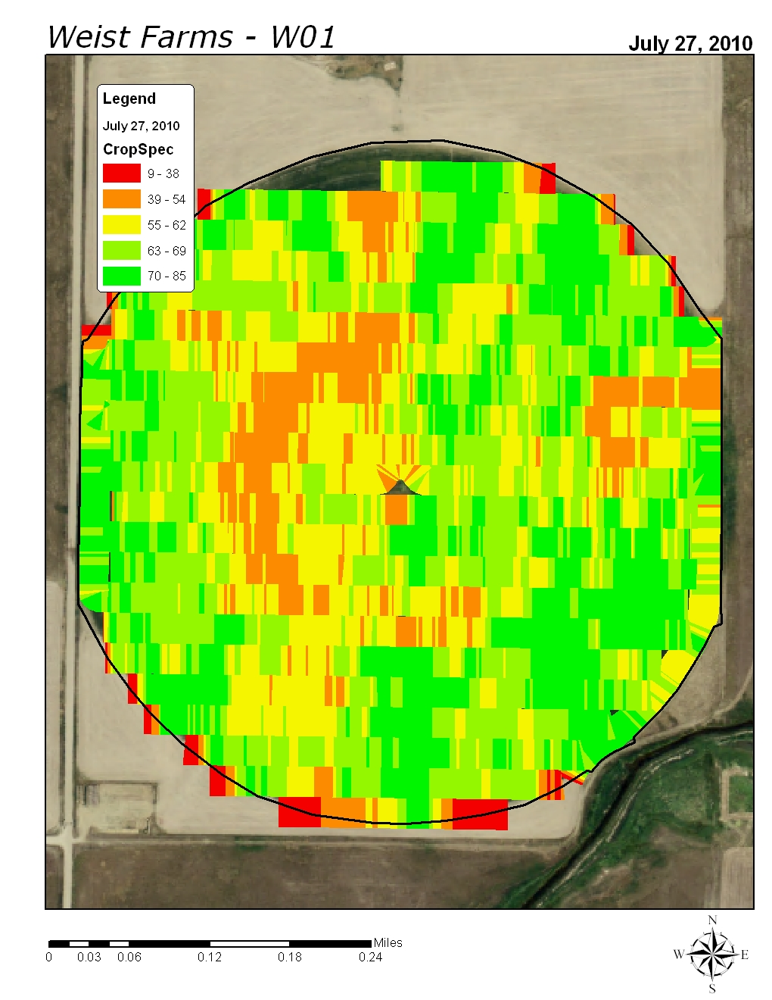 Weist Farms - W01
July 27, 2010
Legend
July 27, 2010
CropSpec
9 - 38
39 - 54
55 - 62
63 - 69
70 - 85
Miles
0 0.03 0.06 0.12 0.18 0.24
N
W E
S